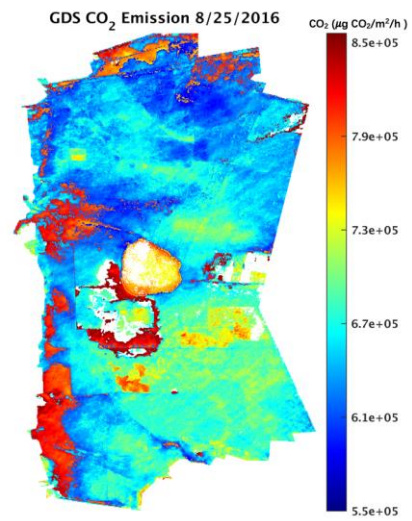 GDS CO₂ Emission 8/25/2016
CO₂ (μg CO₂/m²/h)
8.5e+05
7.9e+05
7.3e+05
6.7e+05
6.1e+05
5.5e+05